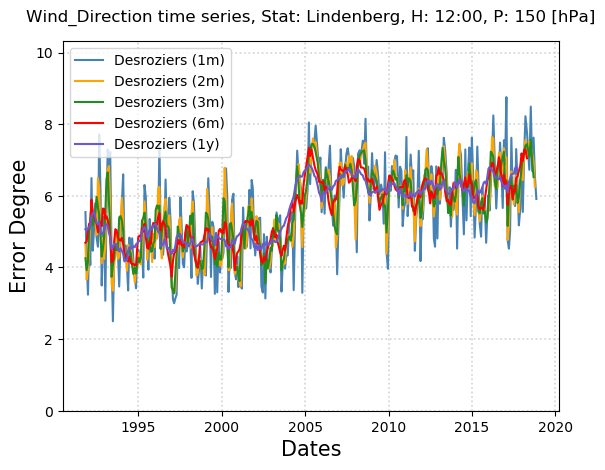 Wind_Direction time series, Stat: Lindenberg, H: 12:00, P: 150 [hPa]
Desroziers (1m)
Desroziers (2m)
Desroziers (3m)
Desroziers (6m)
Desroziers (1y)
Error Degree
10
8
6
4
2
0
1995 2000 2005 2010 2015 2020
Dates